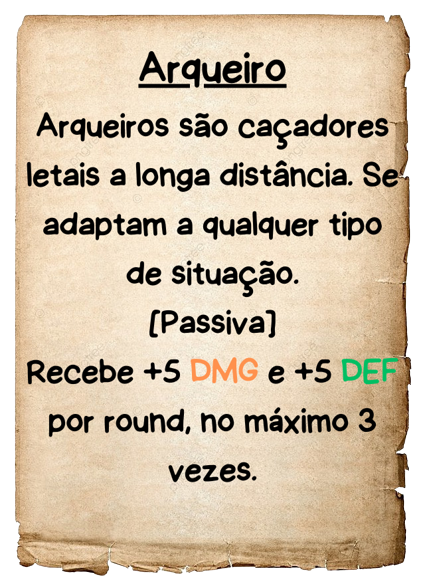 Arqueiro
Arqueiros são caçadores
letais a longa distância. Se
adaptam a qualquer tipo
de situação.
[Passiva]
Recebe +5 DMG e +5 DEF
por round, no máximo 3
vezes.